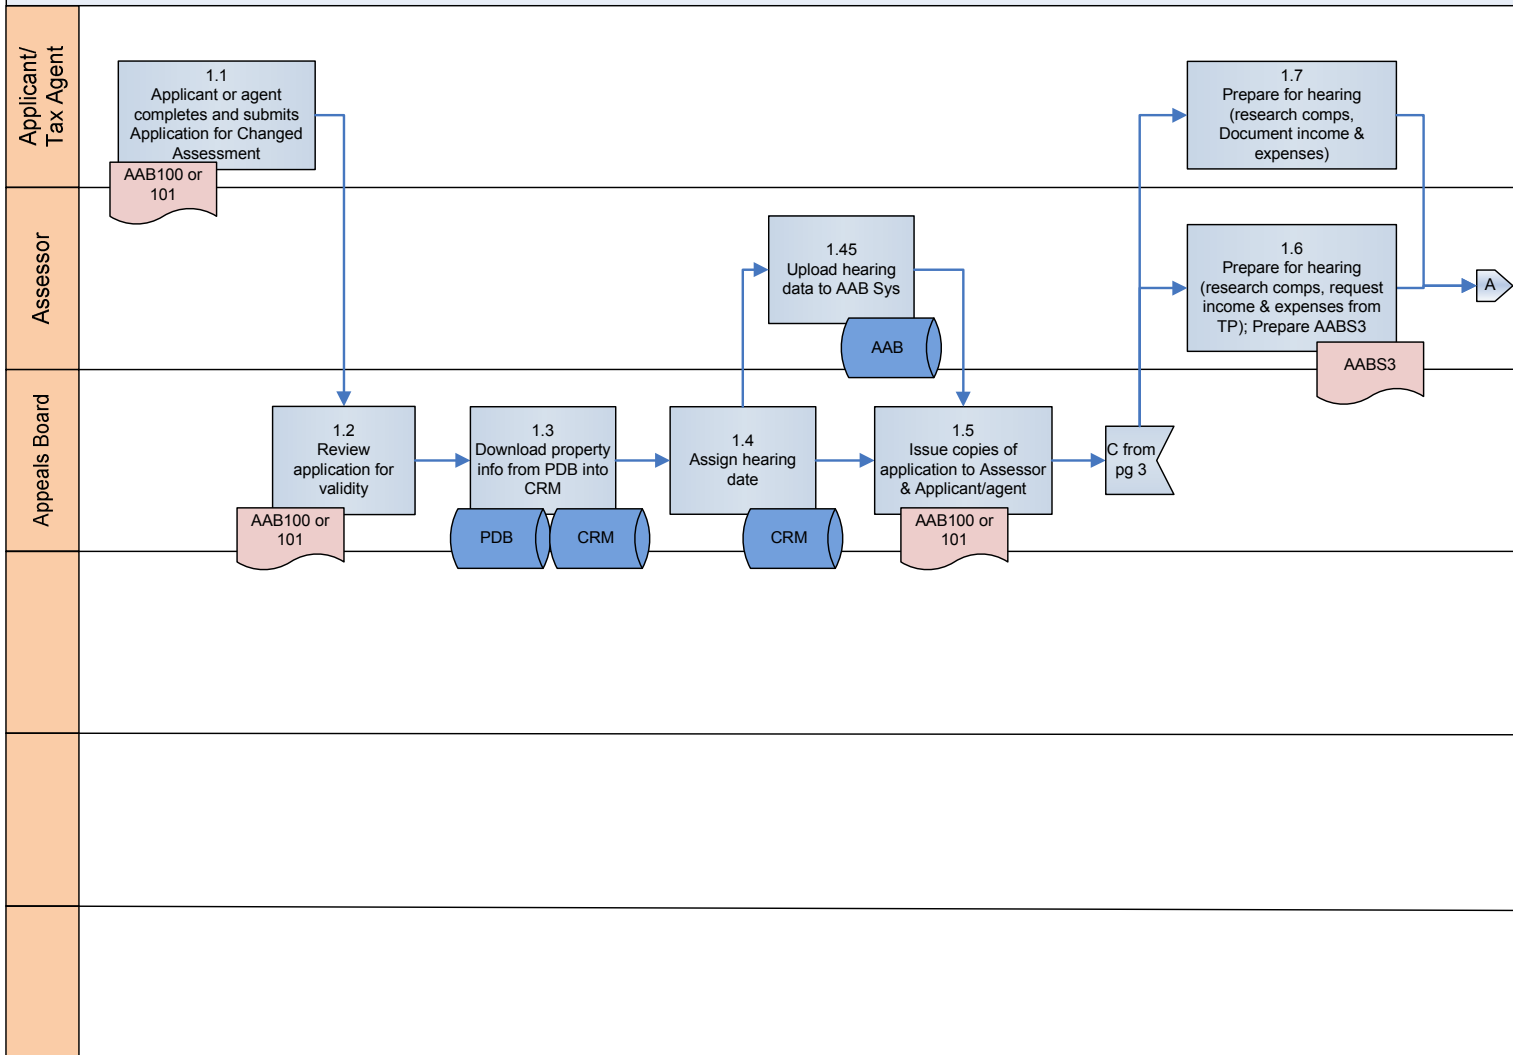 Applicant/
Tax Agent
1.1
Applicant or agent
completes and submits
Application for Changed
Assessment
AAB100 or
101
1.7
Prepare for hearing
(research comps,
Document income &
expenses)
Assessor
1.45
Upload hearing
data to AAB Sys
AAB
1.6
Prepare for hearing
(research comps, request
income & expenses from
TP); Prepare AABS3
AABS3
A
Appeals Board
1.2
Review
application for
validity
AAB100 or
101
1.3
Download property
info from PDB into
CRM
PDB
CRM
1.4
Assign hearing
date
CRM
1.5
Issue copies of
application to Assessor
& Applicant/agent
AAB100 or
101
C from
pg 3